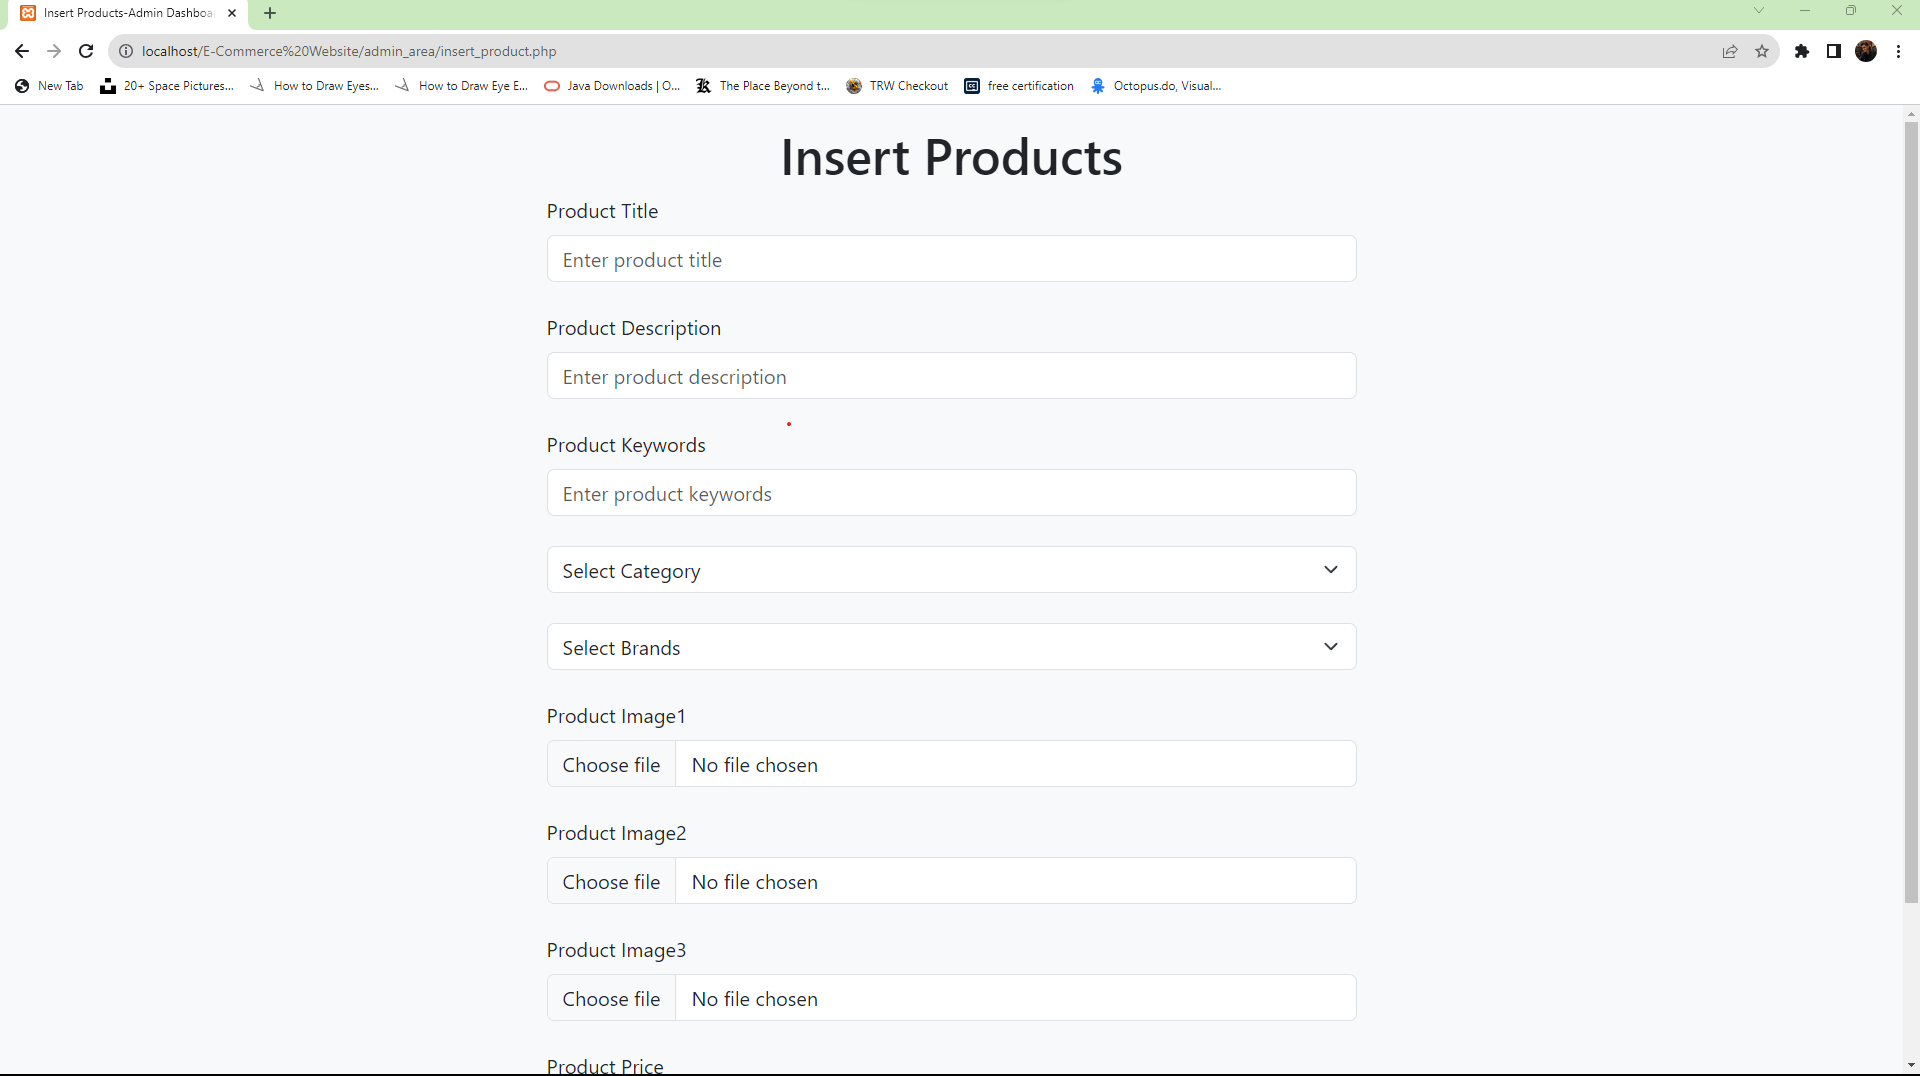 Insert Products-Admin Dashboa
localhost/E-Commerce%20Website/admin_area/insert_product.php
New Tab 20+ Space Pictures... How to Draw Eyes... How to Draw Eye E... Java Downloads | O... The Place Beyond t... TRW Checkout free certification Octopus.do, Visual...
Insert Products
Product Title
Enter product title
Product Description
Enter product description
Product Keywords
Enter product keywords
Select Category
Select Brands
Product Image1
Choose file No file chosen
Product Image2
Choose file No file chosen
Product Image3
Choose file No file chosen
Product Price